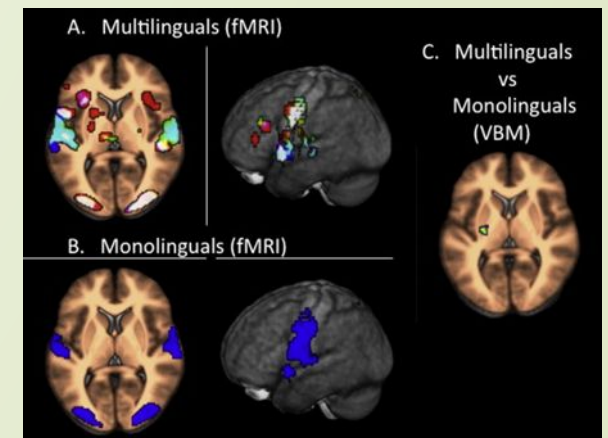 A. Multilinguals (fMRI)
C. Multilinguals
vs
Monolinguals
(VBM)
B. Monolinguals (fMRI)